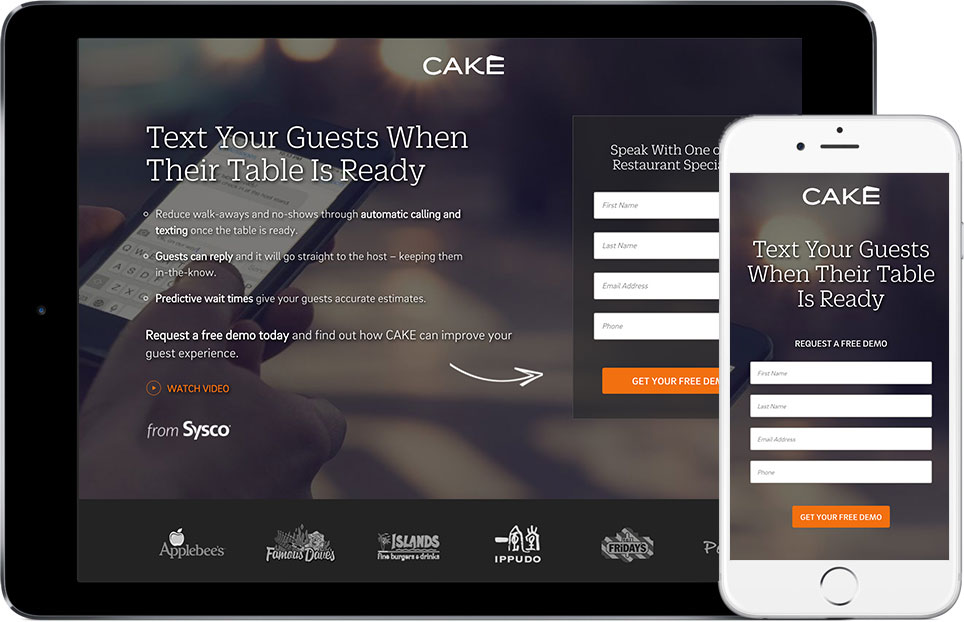 CAKE
Text Your Guests When
Their Table Is Ready
Reduce walk-aways and no-shows through automatic calling and
texting once the table is ready.
Guests can reply and it will go straight to the host – keeping them
in-the-know.
Predictive wait times give your guests accurate estimates.
Request a free demo today and find out how CAKE can improve your
guest experience.
WATCH VIDEO
from Sysco
Speak With One o
Restaurant Specia
First Name
Last Name
Email Address
Phone
GET YOUR FREE DEM
Applebee's
Famous Dave's
ISLANDS
fine burgers & drinks
一風堂
IPPUDO
FRIDAYS
CAKE
Text Your Guests
When Their Table
Is Ready
REQUEST A FREE DEMO
First Name
Last Name
Email Address
Phone
GET YOUR FREE DEMO